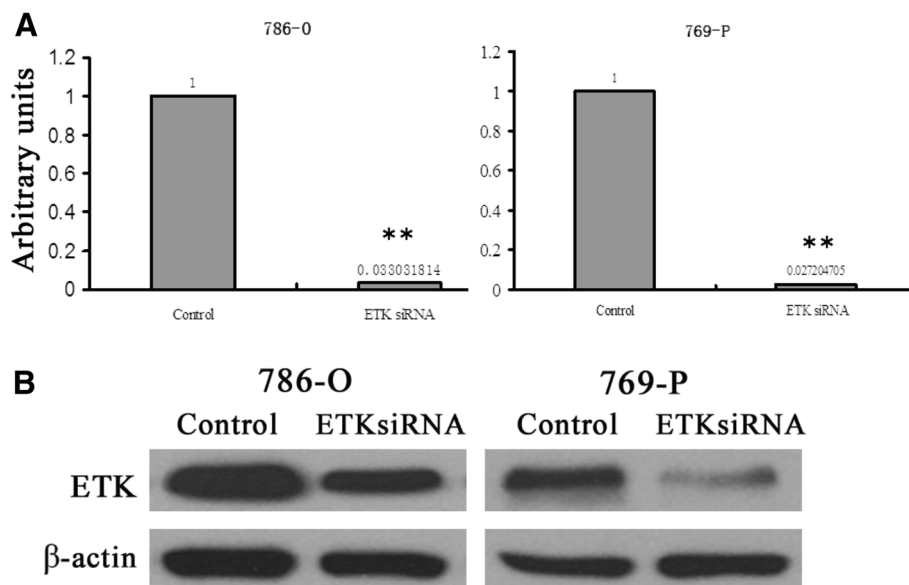 A
786-O
769-P
Arbitrary units
1.2
1
0.8
0.6
0.4
0.2
0
1
**
0.033031814
Control
ETK siRNA
1.2
1
0.8
0.6
0.4
0.2
0
1
**
0.027204705
Control
ETK siRNA
B
786-O
769-P
Control
ETKsiRNA
Control
ETKsiRNA
ETK
β-actin